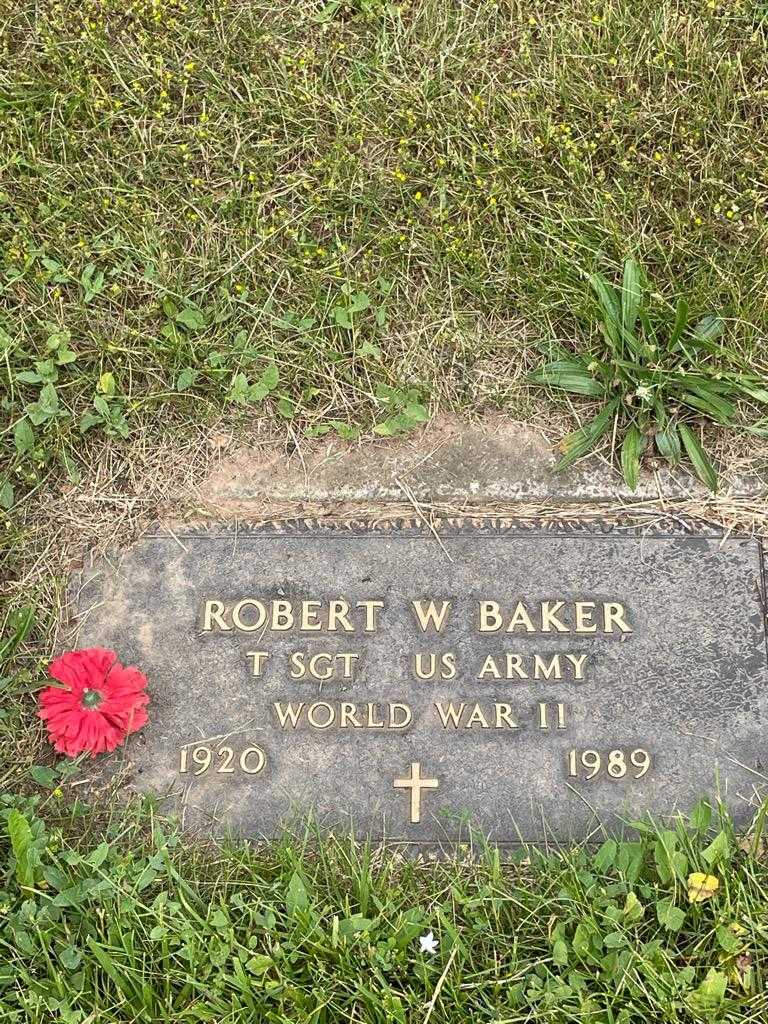 ROBERT W BAKER
T SGT US ARMY
WORLD WAR II
1920 1989